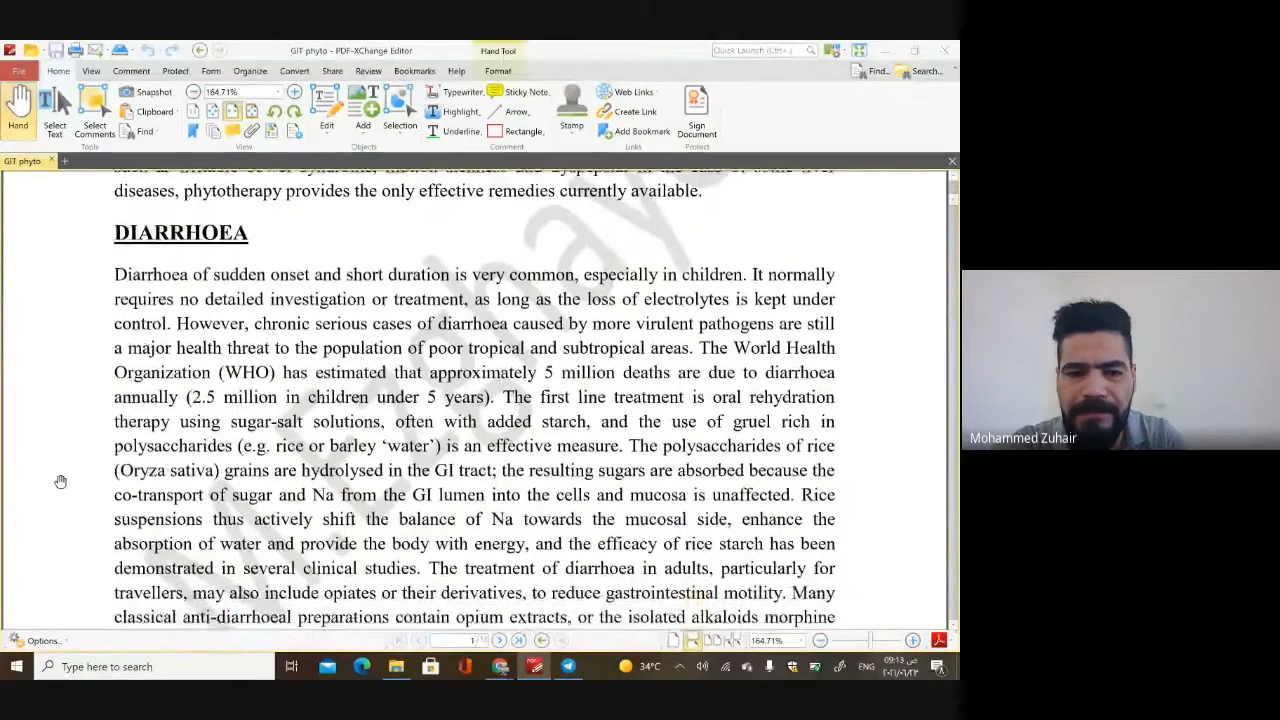 GIT phyto - PDF-XChange Editor
Hand Tool
Quick Launch (Ctrl+.)
File Home View Comment Protect Form Organize Convert Share Review Bookmarks Help Format Find... Search...
Hand
Select Text
Select Comments
Snapshot
Clipboard
Find
Tools
164.71%
View
Edit
Add
Selection
Objects
Typewriter
Sticky Note
Highlight
Arrow
Underline
Rectangle
Comment
Stamp
Web Links
Create Link
Add Bookmark
Links
Sign Document
Protect
GIT phyto
diseases, phytotherapy provides the only effective remedies currently available.
DIARRHOEA
Diarrhoea of sudden onset and short duration is very common, especially in children. It normally
requires no detailed investigation or treatment, as long as the loss of electrolytes is kept under
control. However, chronic serious cases of diarrhoea caused by more virulent pathogens are still
a major health threat to the population of poor tropical and subtropical areas. The World Health
Organization (WHO) has estimated that approximately 5 million deaths are due to diarrhoea
annually (2.5 million in children under 5 years). The first line treatment is oral rehydration
therapy using sugar-salt solutions, often with added starch, and the use of gruel rich in
polysaccharides (e.g. rice or barley ‘water’) is an effective measure. The polysaccharides of rice
(Oryza sativa) grains are hydrolysed in the GI tract; the resulting sugars are absorbed because the
co-transport of sugar and Na from the GI lumen into the cells and mucosa is unaffected. Rice
suspensions thus actively shift the balance of Na towards the mucosal side, enhance the
absorption of water and provide the body with energy, and the efficacy of rice starch has been
demonstrated in several clinical studies. The treatment of diarrhoea in adults, particularly for
travellers, may also include opiates or their derivatives, to reduce gastrointestinal motility. Many
classical anti-diarrhoeal preparations contain opium extracts, or the isolated alkaloids morphine
Mohammed Zuhair
Options...
164.71%
Type here to search
34°C
ENG
09:13 ص
٢٠٢١/٠٦/٢٣